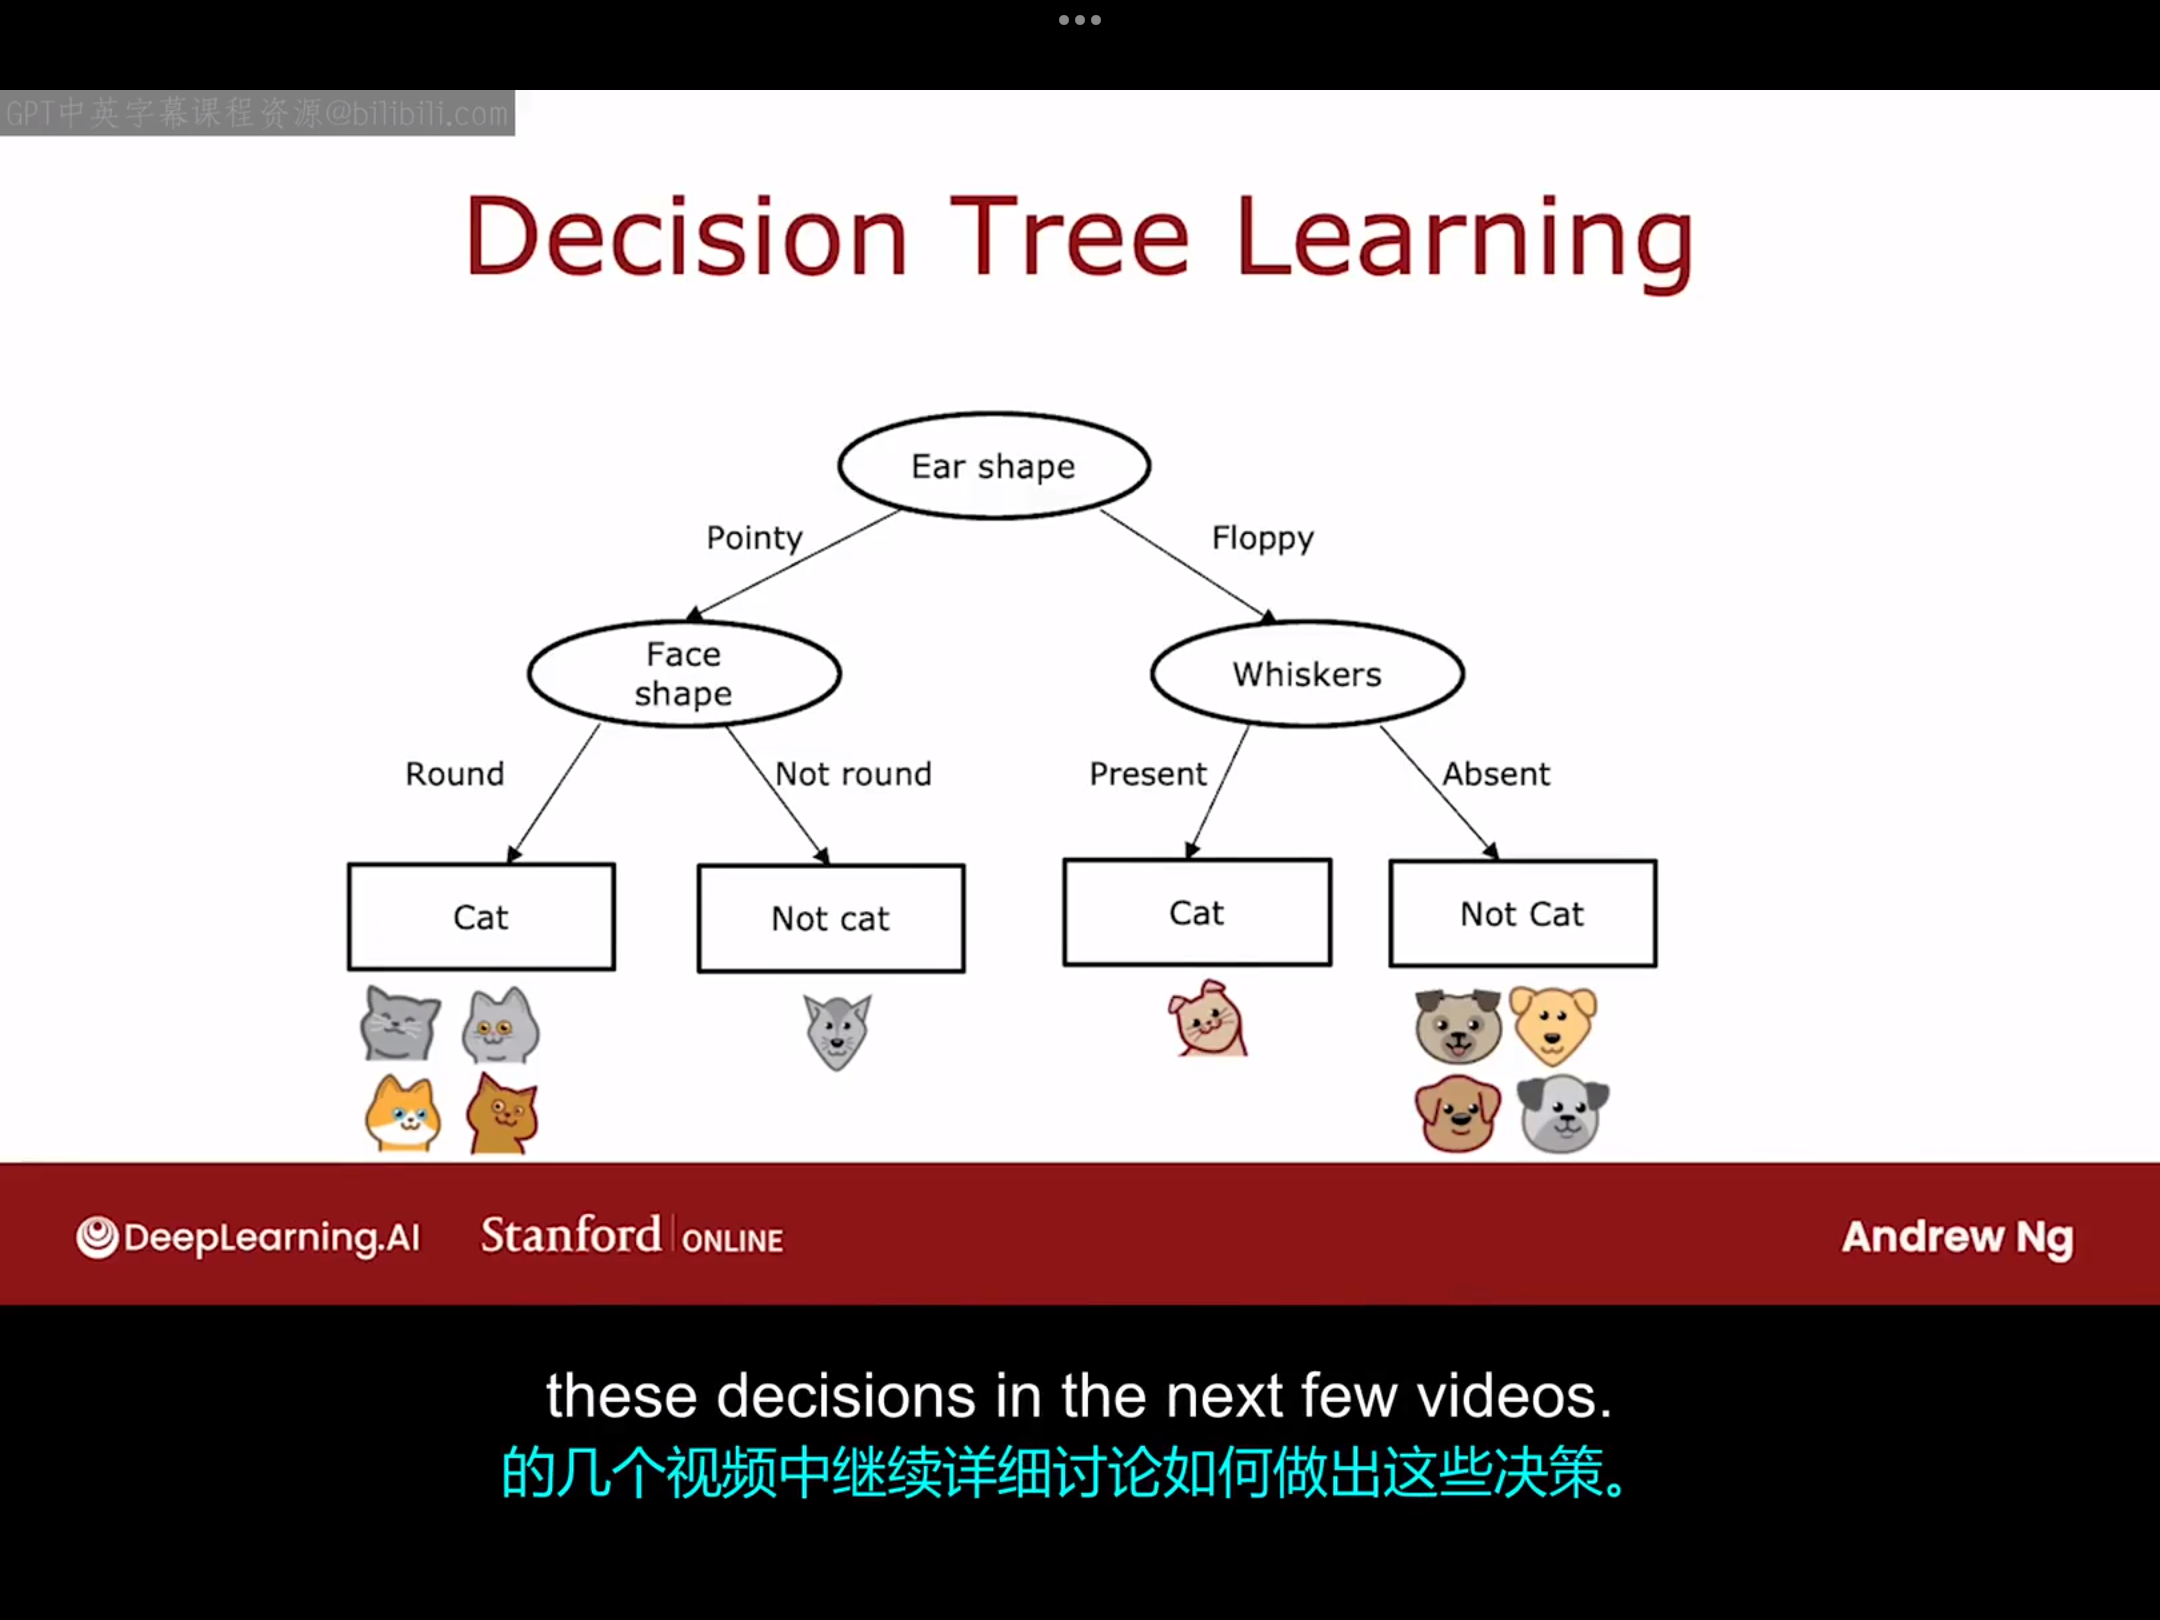 GPT中英字幕课程资源@bilibili.com
Decision Tree Learning
Ear shape
Pointy
Floppy
Face
shape
Whiskers
Round
Not round
Present
Absent
Cat
Not cat
Cat
Not Cat
DeepLearning.AI
Stanford ONLINE
Andrew Ng
these decisions in the next few videos.
的几个视频中继续详细讨论如何做出这些决策。